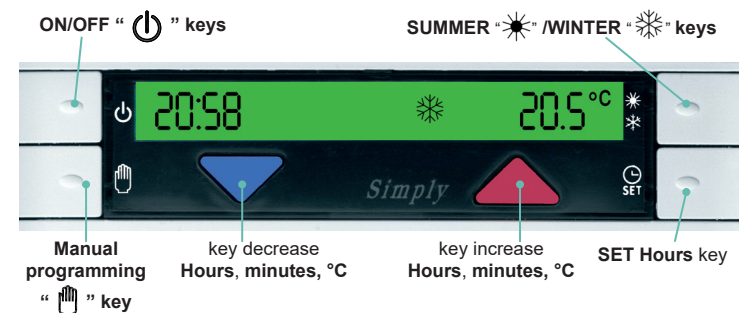 ON/OFF “ ” keys
SUMMER “ ” /WINTER “ ” keys
20:58
20.5°C
Simply
SET
Manual
programming
“ ” key
key decrease
Hours, minutes, °C
key increase
Hours, minutes, °C
SET Hours key